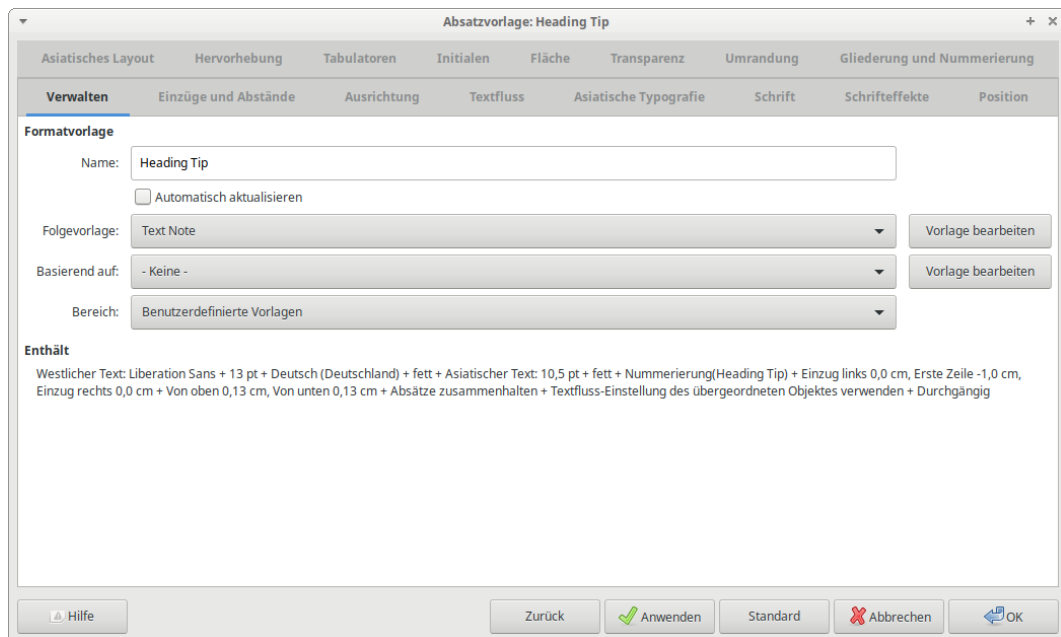 Absatzvorlage: Heading Tip
Asiatisches Layout Hervorhebung Tabulatoren Initialen Fläche Transparenz Umrandung Gliederung und Nummerierung
Verwalten Einzüge und Abstände Ausrichtung Textfluss Asiatische Typografie Schrift Schrifteffekte Position
Formatvorlage
Name: Heading Tip
Automatisch aktualisieren
Folgevorlage: Text Note Vorlage bearbeiten
Basierend auf: - Keine - Vorlage bearbeiten
Bereich: Benutzerdefinierte Vorlagen
Enthält
Westlicher Text: Liberation Sans + 13 pt + Deutsch (Deutschland) + fett + Asiatischer Text: 10,5 pt + fett + Nummerierung(Heading Tip) + Einzug links 0,0 cm, Erste Zeile -1,0 cm,
Einzug rechts 0,0 cm + Von oben 0,13 cm, Von unten 0,13 cm + Absätze zusammenhalten + Textfluss-Einstellung des übergeordneten Objektes verwenden + Durchgängig
Hilfe Zurück Anwenden Standard Abbrechen OK